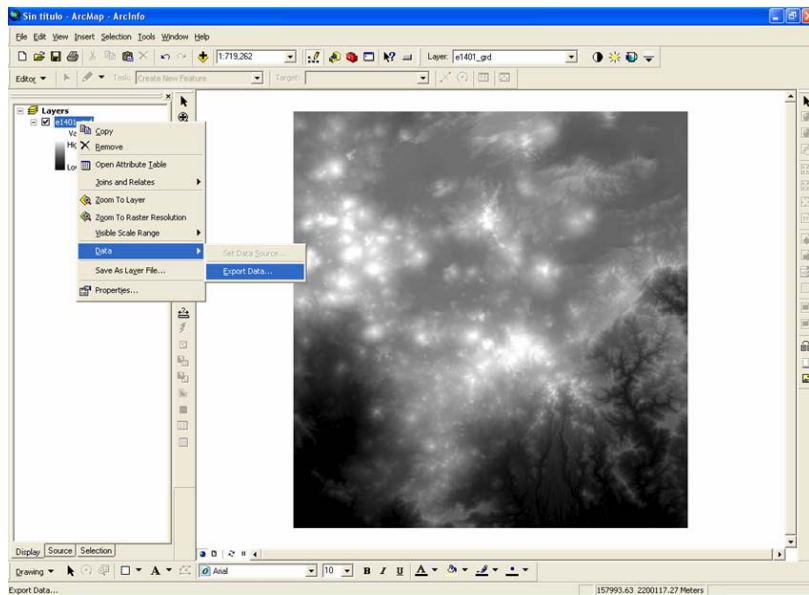 Sin título - ArcMap - ArcInfo
File Edit View Insert Selection Tools Window Help
1:719,262
Layer: e1401_grd
Editor Task: Create New Feature Target:
Layers
e1401_grd
Copy
Remove
Open Attribute Table
Joins and Relates
Zoom To Layer
Zoom To Raster Resolution
Visible Scale Range
Data
Set Data Source...
Export Data...
Save As Layer File...
Properties...
Display Source Selection
Drawing A Arial 10 B I U A
Export Data... 157993.63 2200117.27 Meters